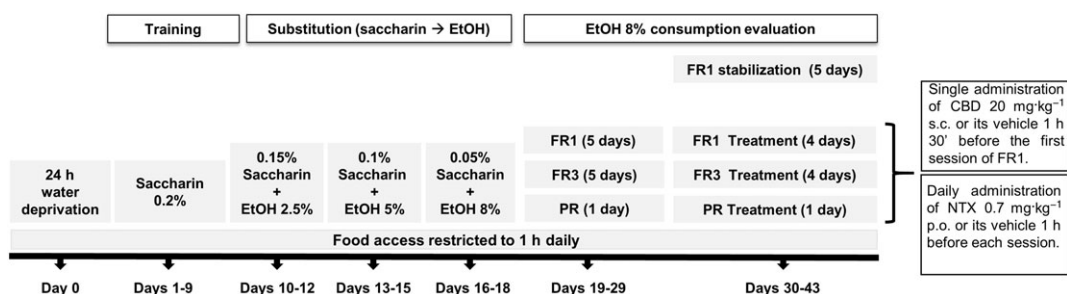 Training
Substitution (saccharin → EtOH)
EtOH 8% consumption evaluation
FR1 stabilization (5 days)
24 h
water
deprivation
Saccharin
0.2%
0.15%
Saccharin
+
EtOH 2.5%
0.1%
Saccharin
+
EtOH 5%
0.05%
Saccharin
+
EtOH 8%
FR1 (5 days)
FR3 (5 days)
PR (1 day)
FR1 Treatment (4 days)
FR3 Treatment (4 days)
PR Treatment (1 day)
Single administration
of CBD 20 mg·kg⁻¹
s.c. or its vehicle 1 h
30' before the first
session of FR1.
Daily administration
of NTX 0.7 mg·kg⁻¹
p.o. or its vehicle 1 h
before each session.
Food access restricted to 1 h daily
Day 0
Days 1-9
Days 10-12
Days 13-15
Days 16-18
Days 19-29
Days 30-43